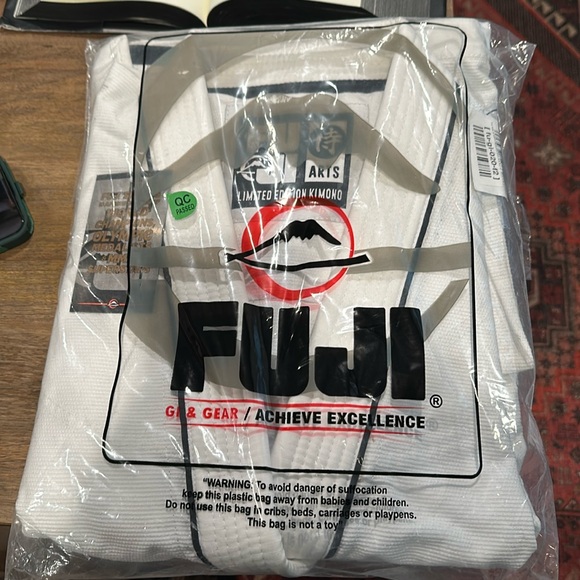 侍
ARTS
LIMITED EDITION KIMONO
QC
PASSED
FUJI®
GI & GEAR / ACHIEVE EXCELLENCE
"WARNING: To avoid danger of suffocation
keep this plastic bag away from babies and children.
Do not use this bag in cribs, beds, carriages or playpens.
This bag is not a toy"